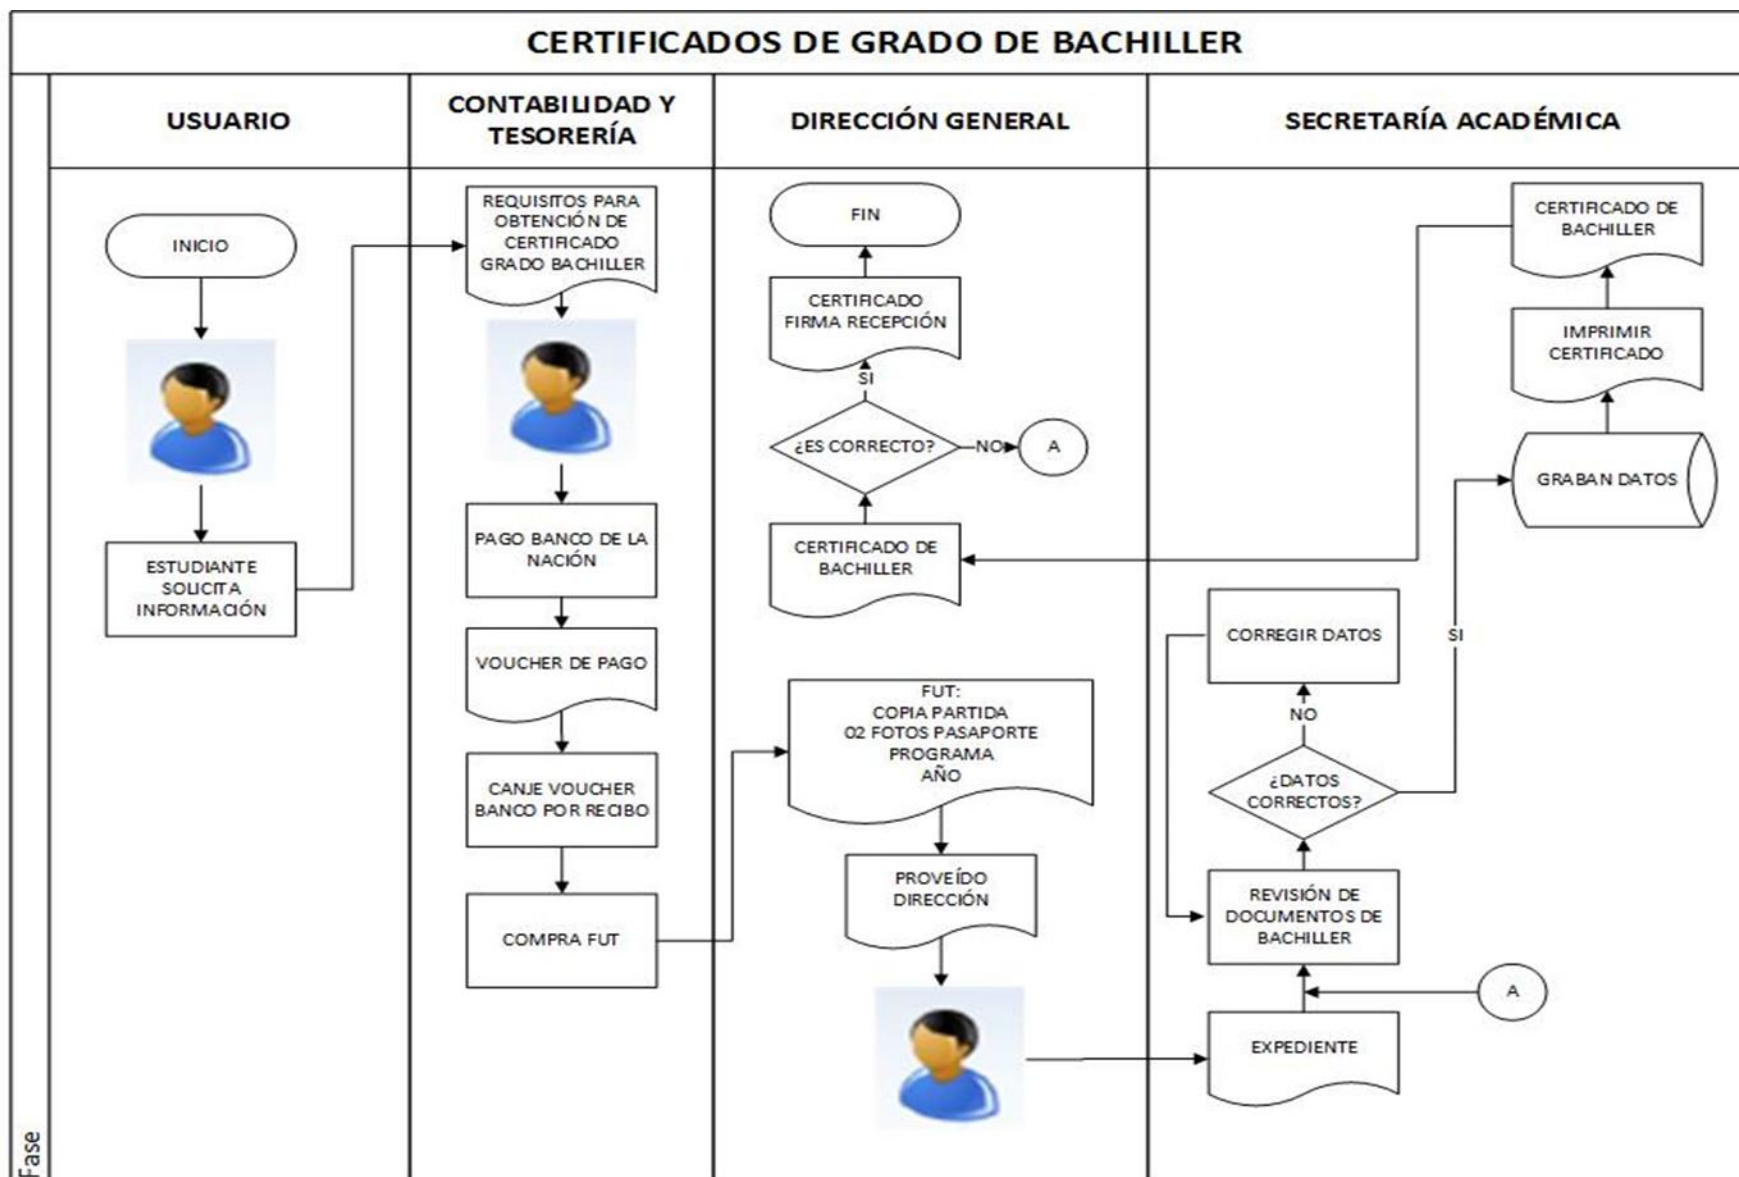 CERTIFICADOS DE GRADO DE BACHILLER
USUARIO
CONTABILIDAD Y
TESORERÍA
DIRECCIÓN GENERAL
SECRETARÍA ACADÉMICA
Fase
INICIO
ESTUDIANTE
SOLICITA
INFORMACIÓN
REQUISITOS PARA
OBTENCIÓN DE
CERTIFICADO
GRADO BACHILLER
PAGO BANCO DE LA
NACIÓN
VOUCHER DE PAGO
CANJE VOUCHER
BANCO POR RECIBO
COMPRA FUT
FIN
CERTIFICADO
FIRMA RECEPCIÓN
SI
¿ES CORRECTO?
NO
A
CERTIFICADO DE
BACHILLER
FUT:
COPIA PARTIDA
02 FOTOS PASAPORTE
PROGRAMA
AÑO
PROVEÍDO
DIRECCIÓN
CERTIFICADO DE
BACHILLER
IMPRIMIR
CERTIFICADO
GRABAN DATOS
CORREGIR DATOS
SI
NO
¿DATOS
CORRECTOS?
REVISIÓN DE
DOCUMENTOS DE
BACHILLER
A
EXPEDIENTE